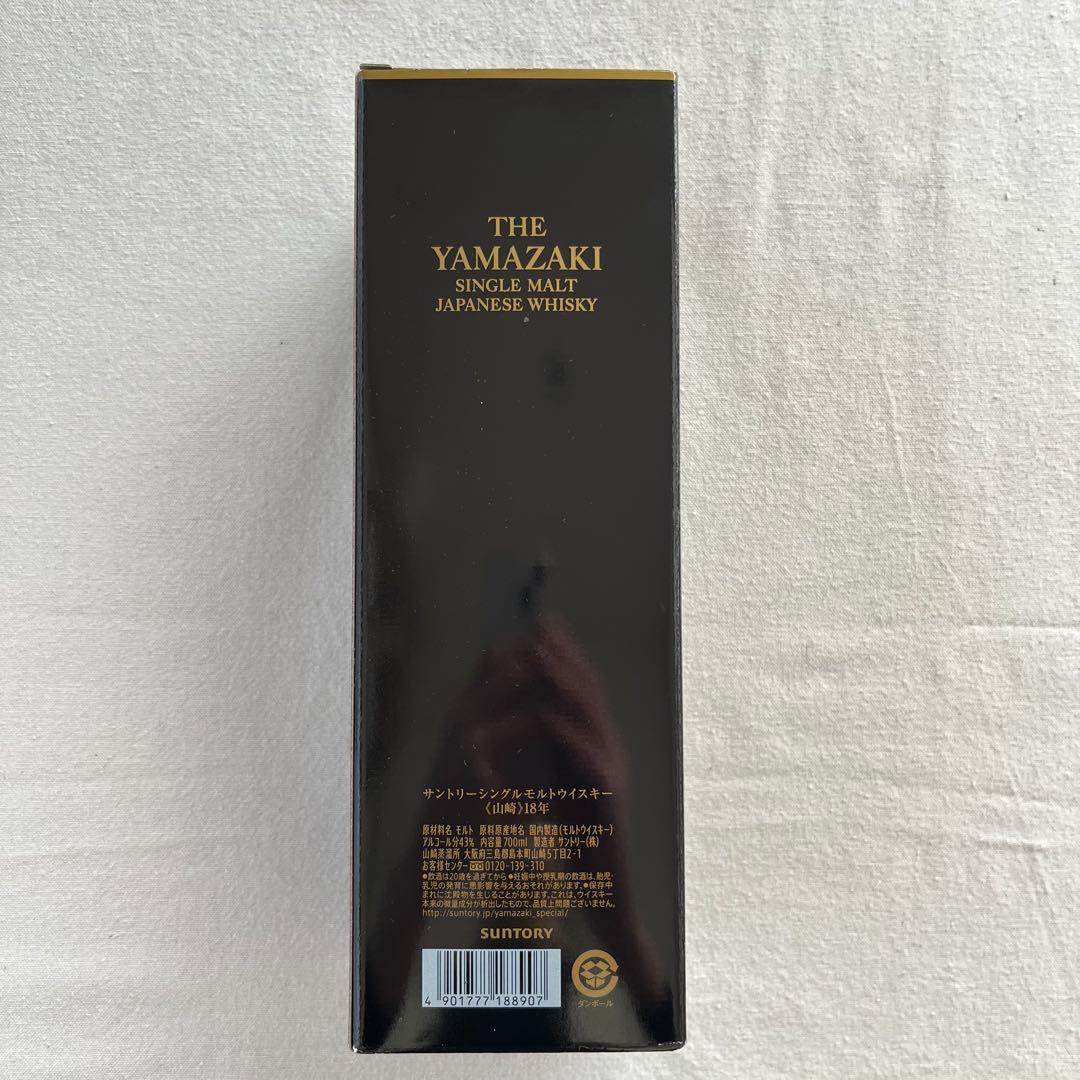 THE
YAMAZAKI
SINGLE MALT
JAPANESE WHISKY
サントリーシングルモルトウイスキー
《山崎》18年
原材料名 モルト 原料原産地名 国内製造(モルトウイスキー)
アルコール分43% 内容量700ml 製造者 サントリー(株)
山崎蒸溜所 大阪府三島郡島本町山崎5丁目2-1
お客様センター 0120-139-310
●飲酒は20歳を過ぎてから ●妊娠中や授乳期の飲酒は、胎児・
乳児の発育に悪影響を与えるおそれがあります。●保存中
まれに沈殿物を生じることがあります。これは、ウイスキー
本来の微量成分が析出したもので、品質上問題ございません。
http://suntory.jp/yamazaki_special/
SUNTORY
4 901777 188907
ダンボール